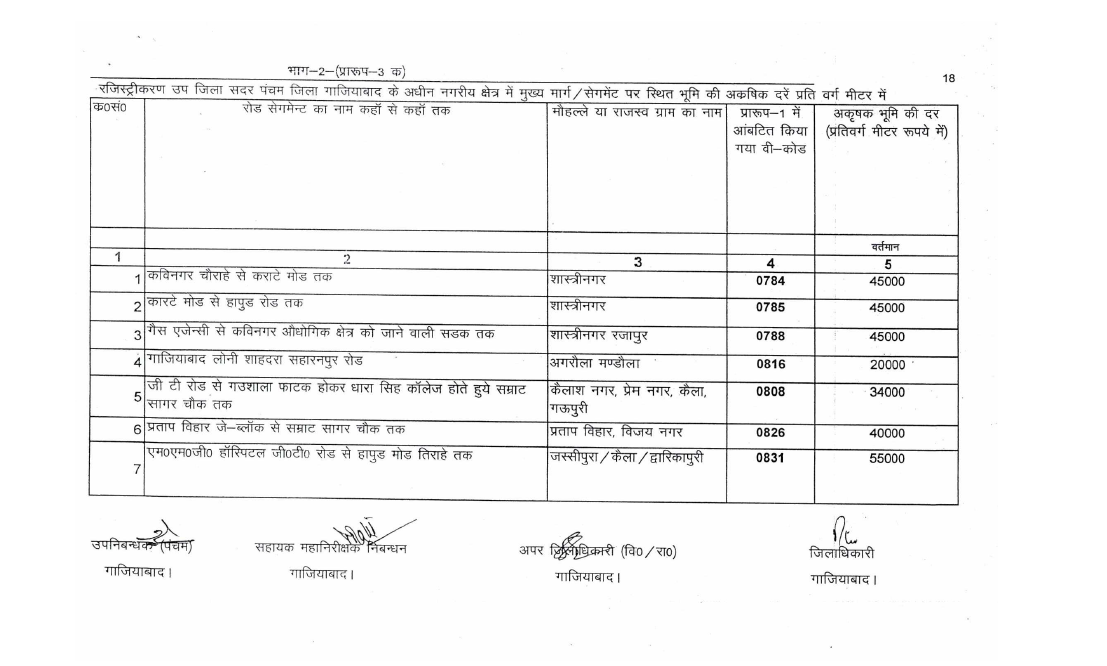 भाग–2–(प्रारूप–3 क)
18
रजिस्ट्रीकरण उप जिला सदर पंचम जिला गाजियाबाद के अधीन नगरीय क्षेत्र में मुख्य मार्ग/सेगमेंट पर स्थित भूमि की अकषिक दरें प्रति वर्ग मीटर में
क0सं0 रोड सेगमेन्ट का नाम कहाॅ से कहाॅ तक मौहल्ले या राजस्व ग्राम का नाम प्रारूप–1 में अकृषक भूमि की दर
आंबटित किया (प्रतिवर्ग मीटर रूपये में)
गया वी–कोड
वर्तमान
1 2 3 4 5
1 कविनगर चौराहे से कराटे मोड तक शास्त्रीनगर 0784 45000
2 कारटे मोड से हापुड रोड तक शास्त्रीनगर 0785 45000
3 गैस एजेन्सी से कविनगर औधोगिक क्षेत्र को जाने वाली सडक तक शास्त्रीनगर रजापुर 0788 45000
4 गाजियाबाद लोनी शाहदरा सहारनपुर रोड अगरौला मण्डौला 0816 20000
5 जी टी रोड से गउशाला फाटक होकर धारा सिह कॉलेज होते हुये सम्राट कैलाश नगर, प्रेम नगर, कैला, 0808 34000
सागर चौक तक गऊपुरी
6 प्रताप विहार जे–ब्लॉक से सम्राट सागर चौक तक प्रताप विहार, विजय नगर 0826 40000
7 एम0एम0जी0 हॉस्पिटल जी0टी0 रोड से हापुड मोड तिराहे तक जस्सीपुरा/कैला/द्वारिकापुरी 0831 55000
उपनिबन्धक (पंचम) सहायक महानिरीक्षक निबन्धन अपर जिलाधिकारी (वि0/रा0) जिलाधिकारी
गाजियाबाद। गाजियाबाद। गाजियाबाद। गाजियाबाद।